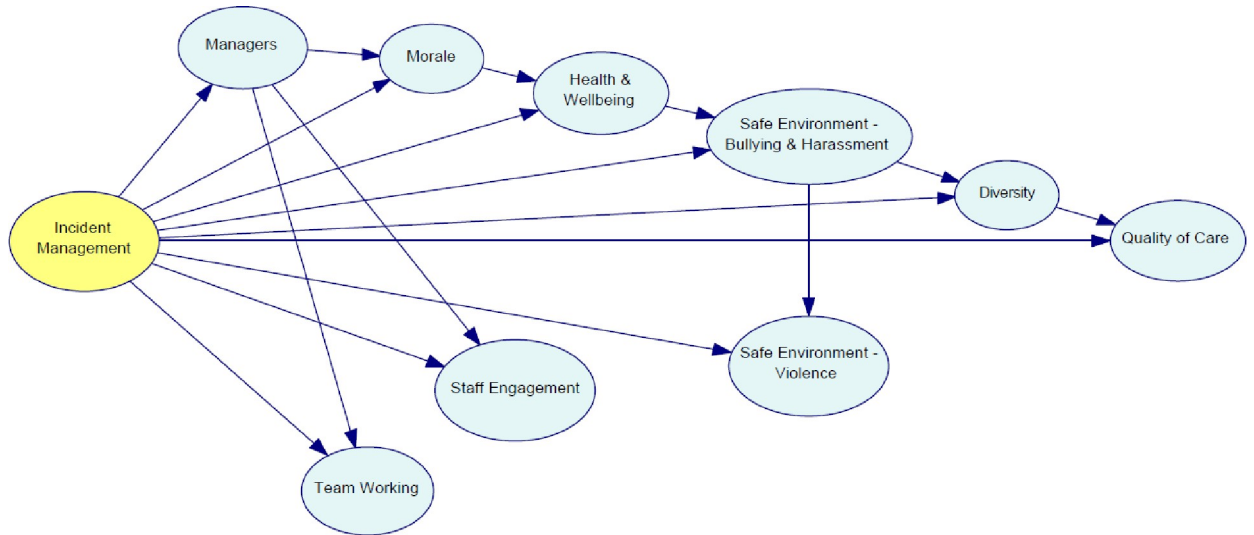 Managers
Morale
Health &
Wellbeing
Safe Environment -
Bullying & Harassment
Diversity
Incident
Management
Quality of Care
Safe Environment -
Violence
Staff Engagement
Team Working